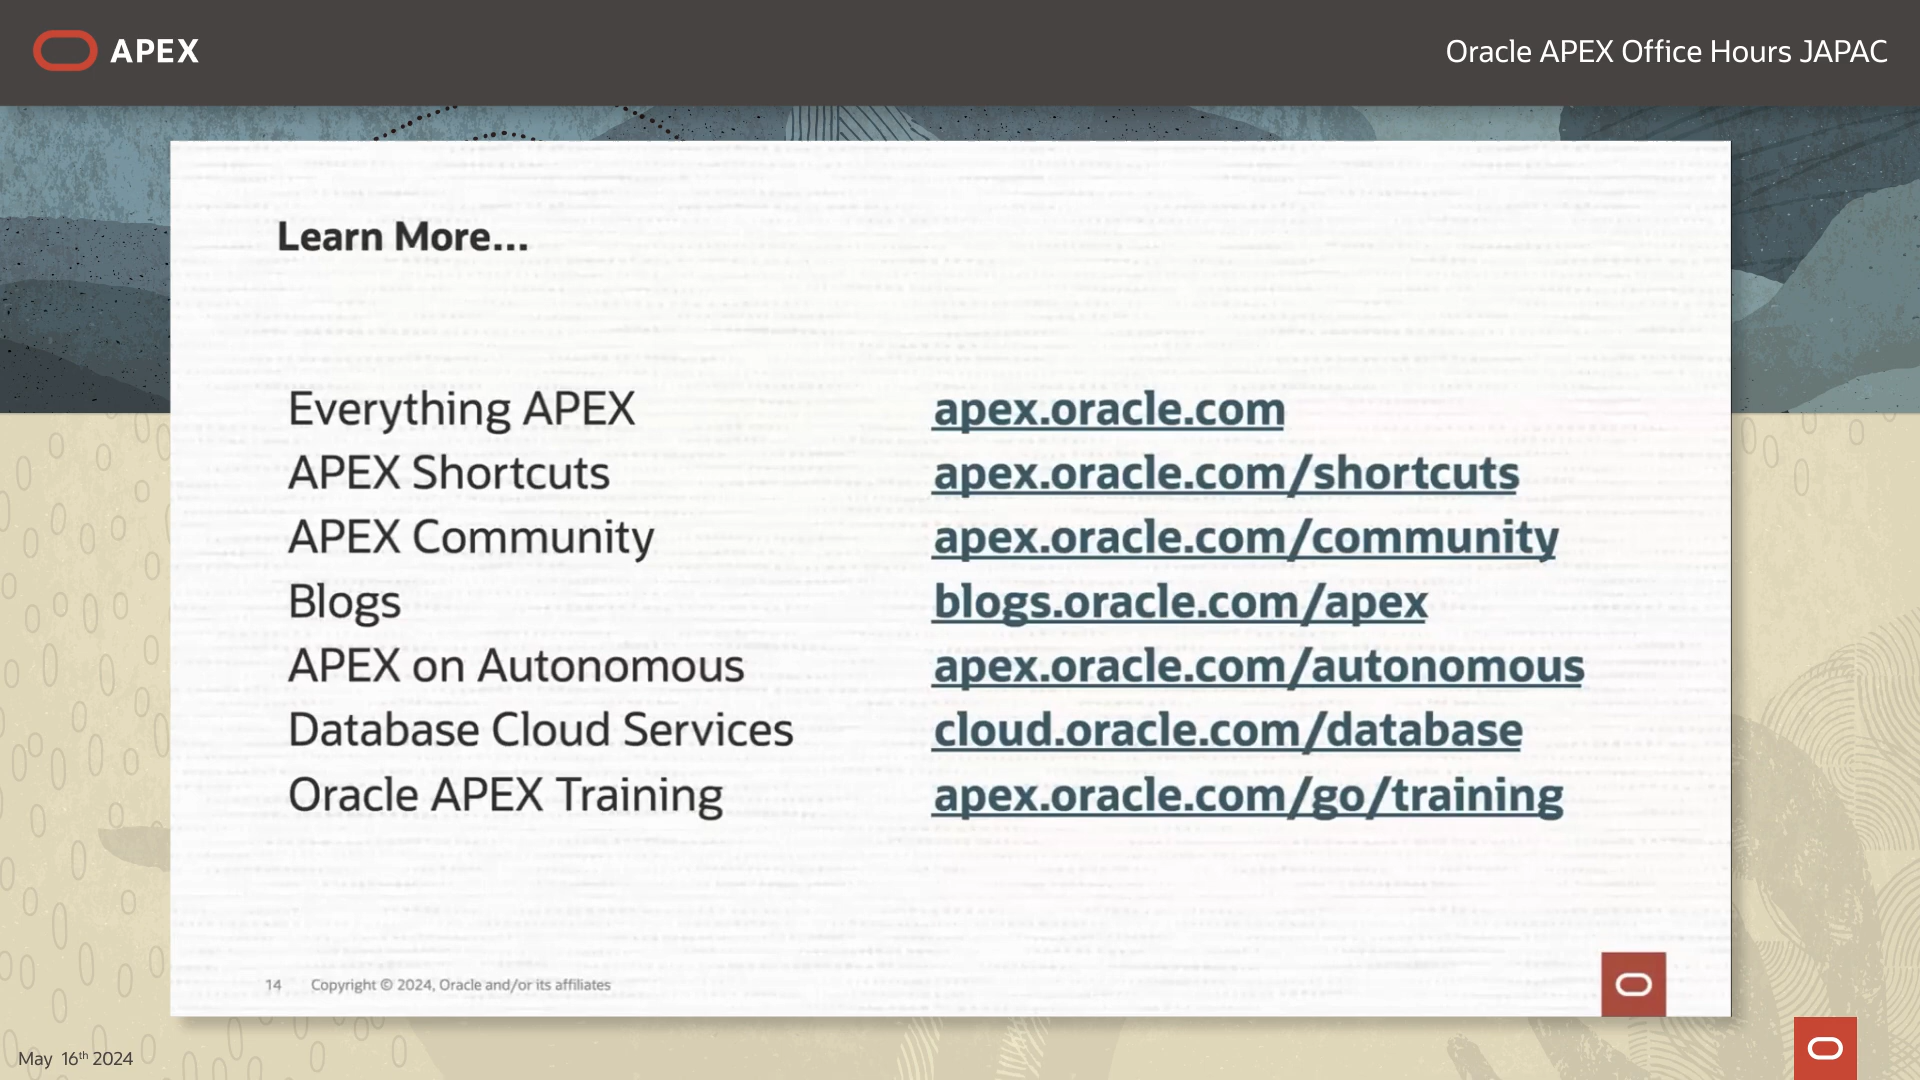 APEX
Oracle APEX Office Hours JAPAC
Learn More...
Everything APEX apex.oracle.com
APEX Shortcuts apex.oracle.com/shortcuts
APEX Community apex.oracle.com/community
Blogs blogs.oracle.com/apex
APEX on Autonomous apex.oracle.com/autonomous
Database Cloud Services cloud.oracle.com/database
Oracle APEX Training apex.oracle.com/go/training
14 Copyright © 2024, Oracle and/or its affiliates
May 16th 2024